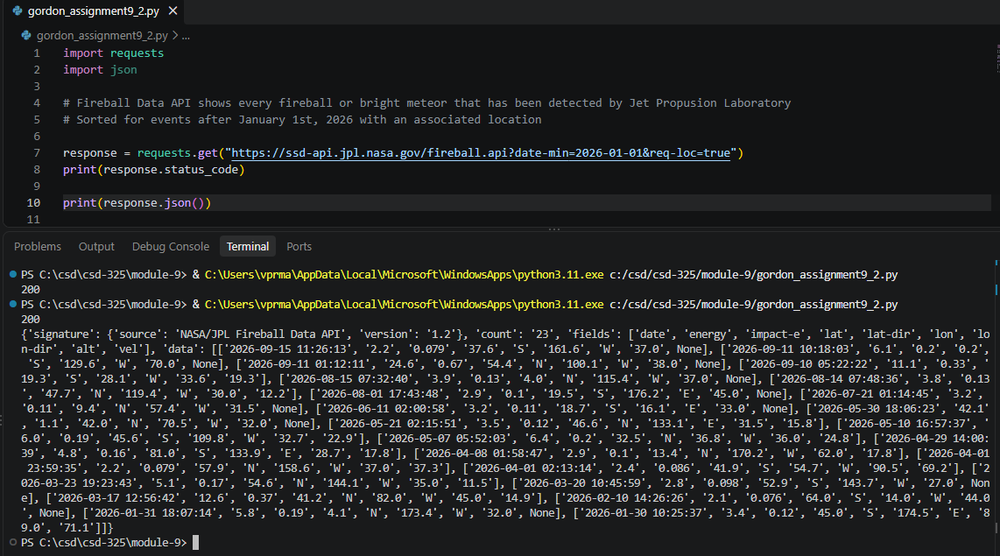 gordon_assignment9_2.py ×
gordon_assignment9_2.py > ...
1 import requests
2 import json
3
4 # Fireball Data API shows every fireball or bright meteor that has been detected by Jet Propusion Laboratory
5 # Sorted for events after January 1st, 2026 with an associated location
6
7 response = requests.get("https://ssd-api.jpl.nasa.gov/fireball.api?date-min=2026-01-01&req-loc=true")
8 print(response.status_code)
9
10 print(response.json())
11
Problems Output Debug Console Terminal Ports
PS C:\csd\csd-325\module-9> & C:\Users\vprma\AppData\Local\Microsoft\WindowsApps\python3.11.exe c:/csd/csd-325/module-9/gordon_assignment9_2.py
200
PS C:\csd\csd-325\module-9> & C:\Users\vprma\AppData\Local\Microsoft\WindowsApps\python3.11.exe c:/csd/csd-325/module-9/gordon_assignment9_2.py
200
{'signature': {'source': 'NASA/JPL Fireball Data API', 'version': '1.2'}, 'count': '23', 'fields': ['date', 'energy', 'impact-e', 'lat', 'lat-dir', 'lon', 'lo
n-dir', 'alt', 'vel'], 'data': [['2026-09-15 11:26:13', '2.2', '0.079', '37.6', 'S', '161.6', 'W', '37.0', None], ['2026-09-11 10:18:03', '6.1', '0.2', '0.2',
'S', '129.6', 'W', '70.0', None], ['2026-09-11 01:12:11', '24.6', '0.67', '54.4', 'N', '100.1', 'W', '38.0', None], ['2026-09-10 05:22:22', '11.1', '0.33', '
19.3', 'S', '28.1', 'W', '33.6', '19.3'], ['2026-08-15 07:32:40', '3.9', '0.13', '4.0', 'N', '115.4', 'W', '37.0', None], ['2026-08-14 07:48:36', '3.8', '0.13
', '47.7', 'N', '119.4', 'W', '30.0', '12.2'], ['2026-08-01 17:43:48', '2.9', '0.1', '19.5', 'S', '176.2', 'E', '45.0', None], ['2026-07-21 01:14:45', '3.2',
'0.11', '9.4', 'N', '57.4', 'W', '31.5', None], ['2026-06-11 02:00:58', '3.2', '0.11', '18.7', 'S', '16.1', 'E', '33.0', None], ['2026-05-30 18:06:23', '42.1'
, '1.1', '42.0', 'N', '70.5', 'W', '32.0', None], ['2026-05-21 02:15:51', '3.5', '0.12', '46.6', 'N', '133.1', 'E', '31.5', '15.8'], ['2026-05-10 16:57:37', '
6.0', '0.19', '45.6', 'S', '109.8', 'W', '32.7', '22.9'], ['2026-05-07 05:52:03', '6.4', '0.2', '32.5', 'N', '36.8', 'W', '36.0', '24.8'], ['2026-04-29 14:00:
39', '4.8', '0.16', '81.0', 'S', '133.9', 'E', '28.7', '17.8'], ['2026-04-08 01:58:47', '2.9', '0.1', '13.4', 'N', '170.2', 'W', '62.0', '17.8'], ['2026-04-01
23:59:35', '2.2', '0.079', '57.9', 'N', '158.6', 'W', '37.0', '37.3'], ['2026-04-01 02:13:14', '2.4', '0.086', '41.9', 'S', '54.7', 'W', '90.5', '69.2'], ['2
026-03-23 19:23:43', '5.1', '0.17', '54.6', 'N', '144.1', 'W', '35.0', '11.5'], ['2026-03-20 10:45:59', '2.8', '0.098', '52.9', 'S', '143.7', 'W', '27.0', Non
e], ['2026-03-17 12:56:42', '12.6', '0.37', '41.2', 'N', '82.0', 'W', '45.0', '14.9'], ['2026-02-10 14:26:26', '2.1', '0.076', '64.0', 'S', '14.0', 'W', '44.0
', None], ['2026-01-31 18:07:14', '5.8', '0.19', '4.1', 'N', '173.4', 'W', '32.0', None], ['2026-01-30 10:25:37', '3.4', '0.12', '45.0', 'S', '174.5', 'E', '8
9.0', '71.1']]}
PS C:\csd\csd-325\module-9>